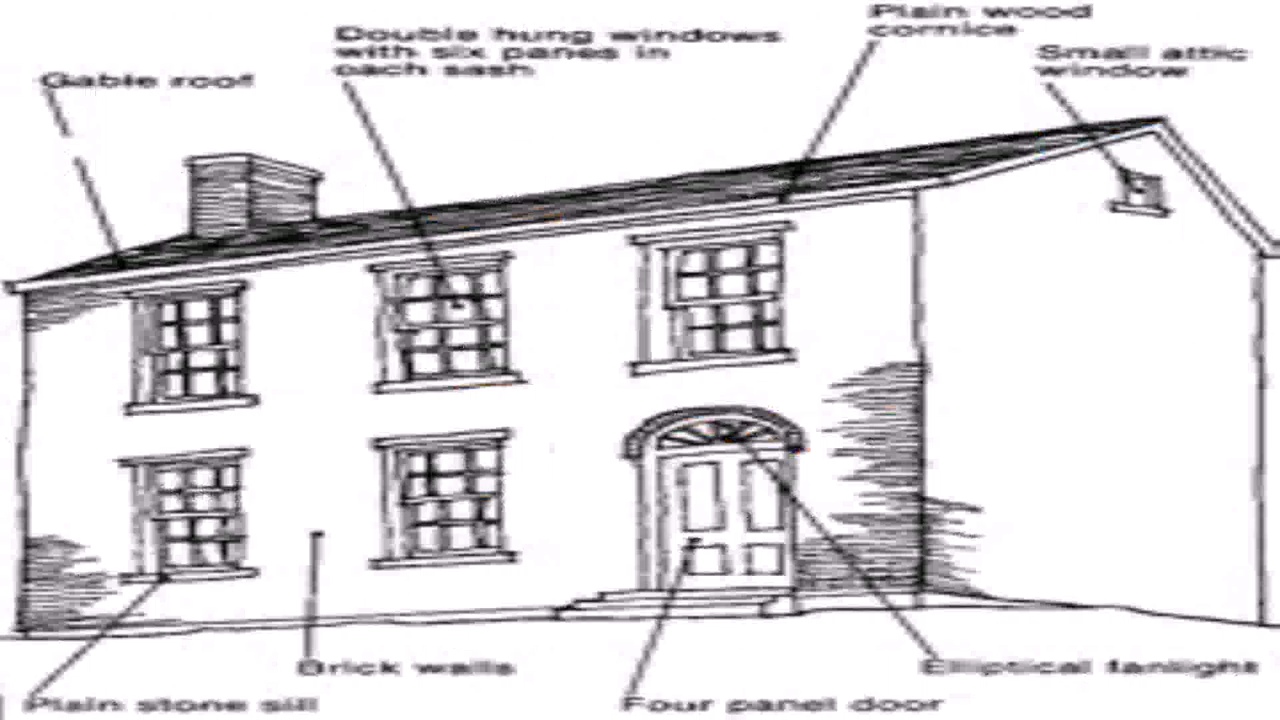 Plain wood
cornice
Double hung windows
with six panes in
each sash
Small attic
window
Gable roof
Brick walls
Elliptical fanlight
Plain stone sill
Four panel door